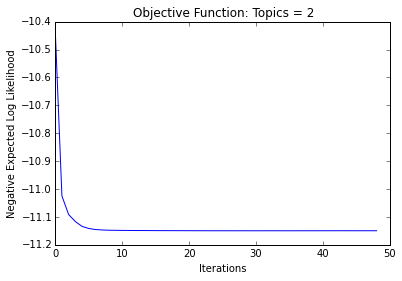 Objective Function: Topics = 2
−10.4
−10.5
−10.6
−10.7
−10.8
−10.9
−11.0
−11.1
−11.2
Negative Expected Log Likelihood
0 10 20 30 40 50
Iterations